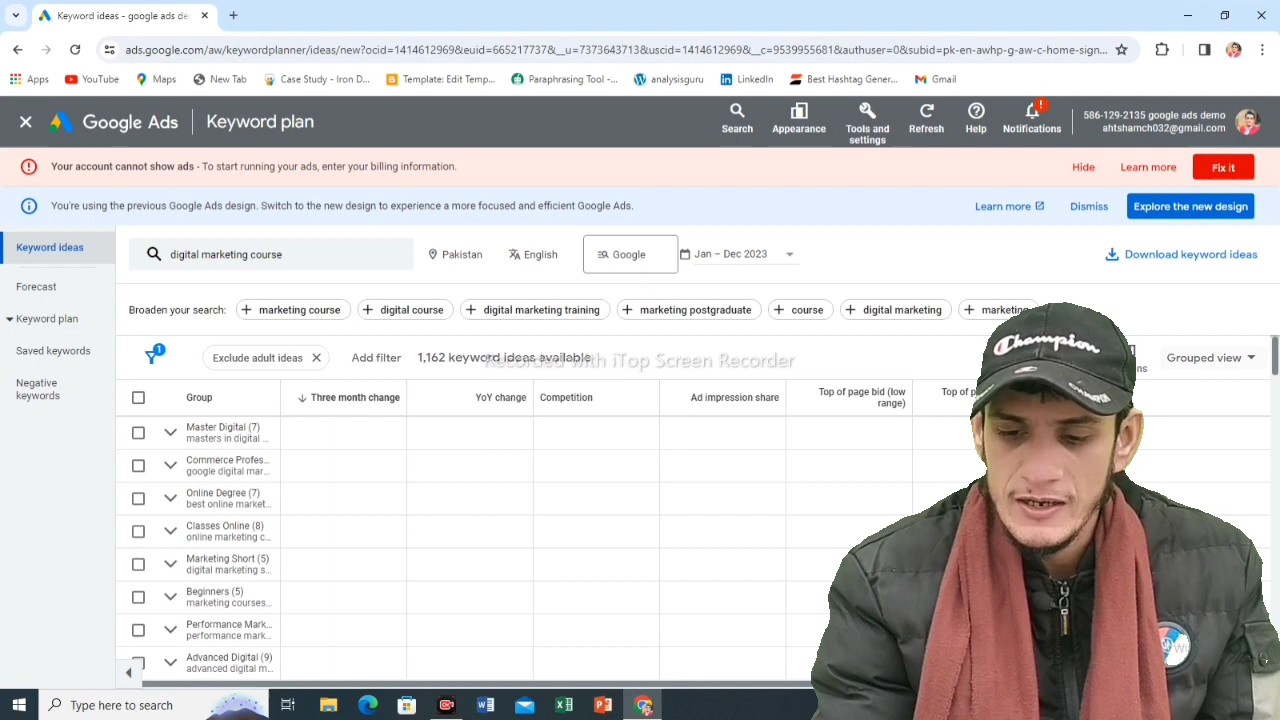 Keyword ideas - google ads de
ads.google.com/aw/keywordplanner/ideas/new?ocid=1414612969&euid=665217737&__u=7373643713&uscid=1414612969&__c=9539955681&authuser=0&subid=pk-en-awhp-g-aw-c-home-sign...
Apps YouTube Maps New Tab Case Study - Iron D... Template: Edit Temp... Paraphrasing Tool -... analysisguru LinkedIn Best Hashtag Gener... Gmail
Google Ads Keyword plan
Search Appearance Tools and settings Refresh Help Notifications
586-129-2135 google ads demo
ahtshamch032@gmail.com
Your account cannot show ads - To start running your ads, enter your billing information. Hide Learn more Fix it
You're using the previous Google Ads design. Switch to the new design to experience a more focused and efficient Google Ads. Learn more Dismiss Explore the new design
Keyword ideas
Forecast
Keyword plan
Saved keywords
Negative
keywords
digital marketing course Pakistan English Google Jan – Dec 2023 Download keyword ideas
Broaden your search: marketing course digital course digital marketing training marketing postgraduate course digital marketing marketing
1 Exclude adult ideas Add filter 1,162 keyword ideas available Grouped view
Recorded with iTop Screen Recorder
Group Three month change YoY change Competition Ad impression share Top of page bid (low range)
Master Digital (7)
masters in digital ...
Commerce Profes...
google digital mar...
Online Degree (7)
best online market...
Classes Online (8)
online marketing c...
Marketing Short (5)
digital marketing s...
Beginners (5)
marketing courses...
Performance Mark...
performance mark...
Advanced Digital (9)
advanced digital m...
Type here to search
Champion